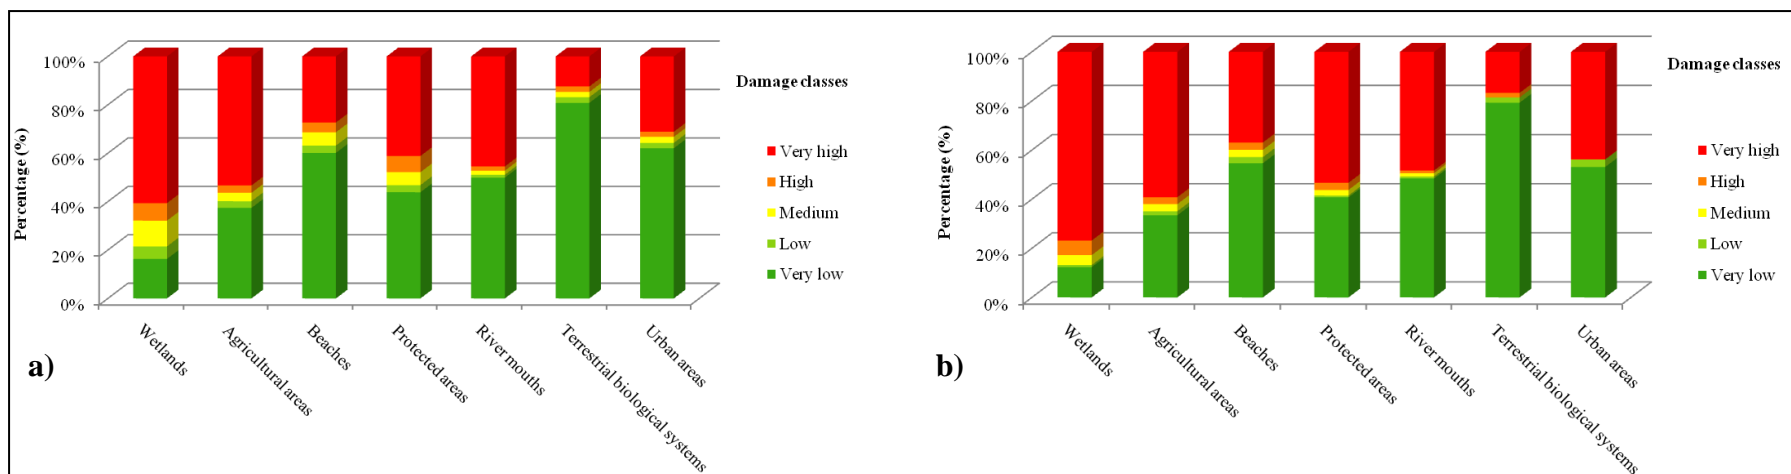 100%
80%
60%
40%
20%
0%
Percentage (%)
Wetlands
Agricultural areas
Beaches
Protected areas
River mouths
Terrestrial biological systems
Urban areas
Damage classes
Very high
High
Medium
Low
Very low
a)
100%
80%
60%
40%
20%
0%
Percentage (%)
Wetlands
Agricultural areas
Beaches
Protected areas
River mouths
Terrestrial biological systems
Urban areas
Damage classes
Very high
High
Medium
Low
Very low
b)